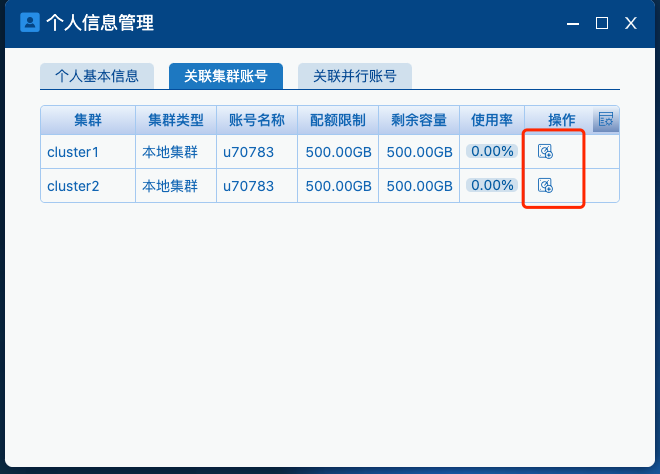 个人信息管理
个人基本信息 关联集群账号 关联并行账号
集群 集群类型 账号名称 配额限制 剩余容量 使用率 操作
cluster1 本地集群 u70783 500.00GB 500.00GB 0.00%
cluster2 本地集群 u70783 500.00GB 500.00GB 0.00%